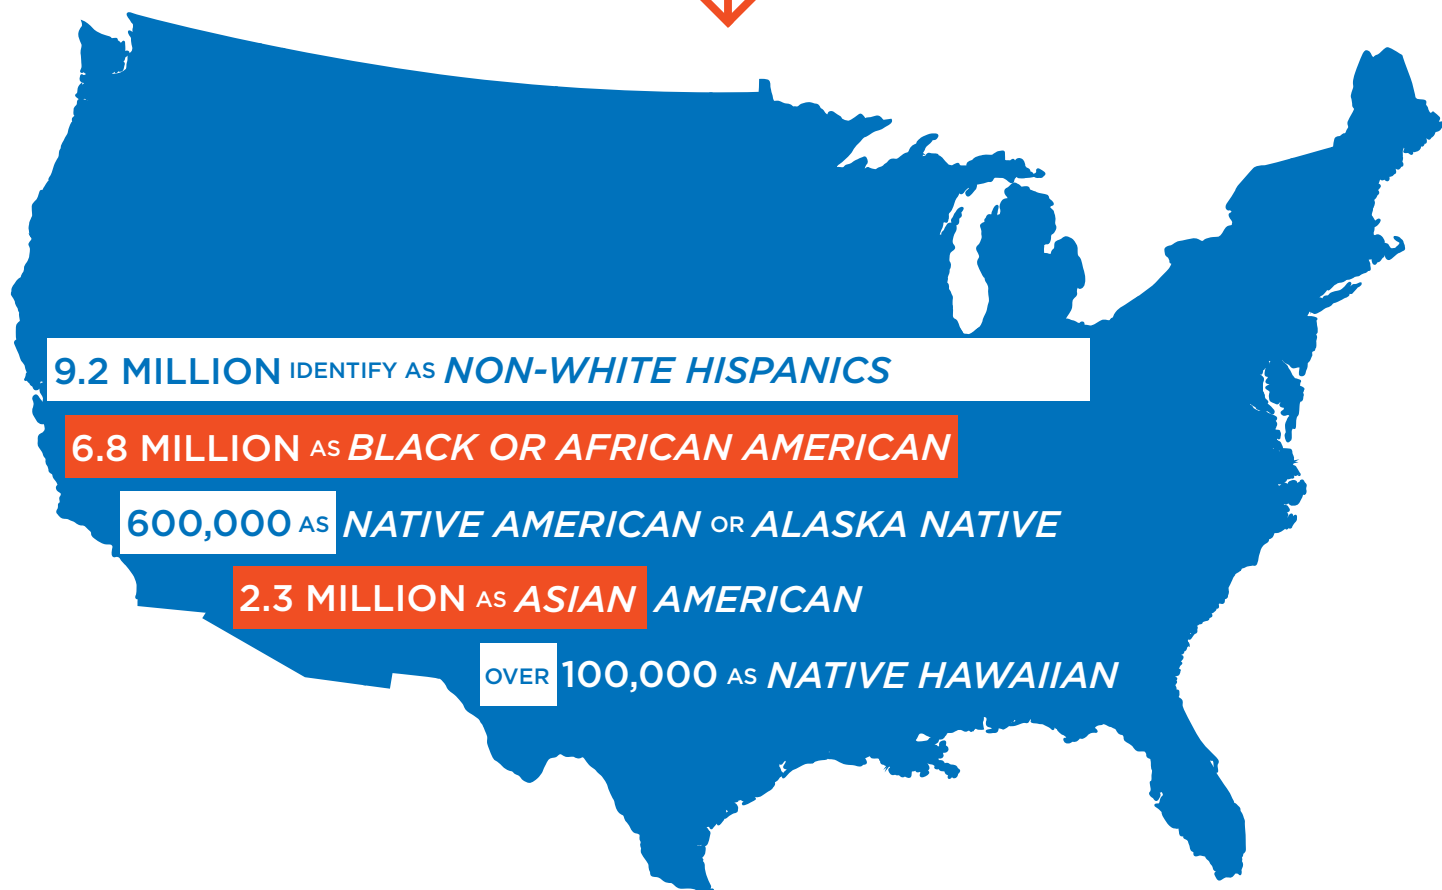 9.2 MILLION IDENTIFY AS NON-WHITE HISPANICS
6.8 MILLION AS BLACK OR AFRICAN AMERICAN
600,000 AS NATIVE AMERICAN OR ALASKA NATIVE
2.3 MILLION AS ASIAN AMERICAN
OVER 100,000 AS NATIVE HAWAIIAN